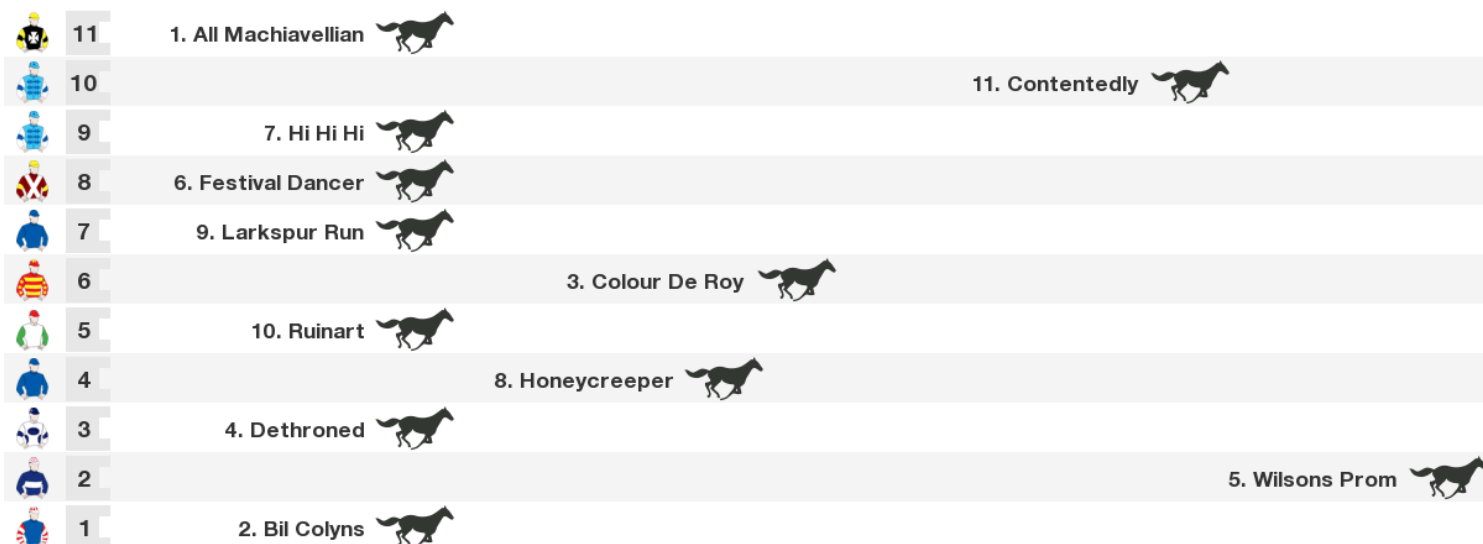 11 1. All Machiavellian
10 11. Contentedly
9 7. Hi Hi Hi
8 6. Festival Dancer
7 9. Larkspur Run
6 3. Colour De Roy
5 10. Ruinart
4 8. Honeycreeper
3 4. Dethroned
2 5. Wilsons Prom
1 2. Bil Colyns